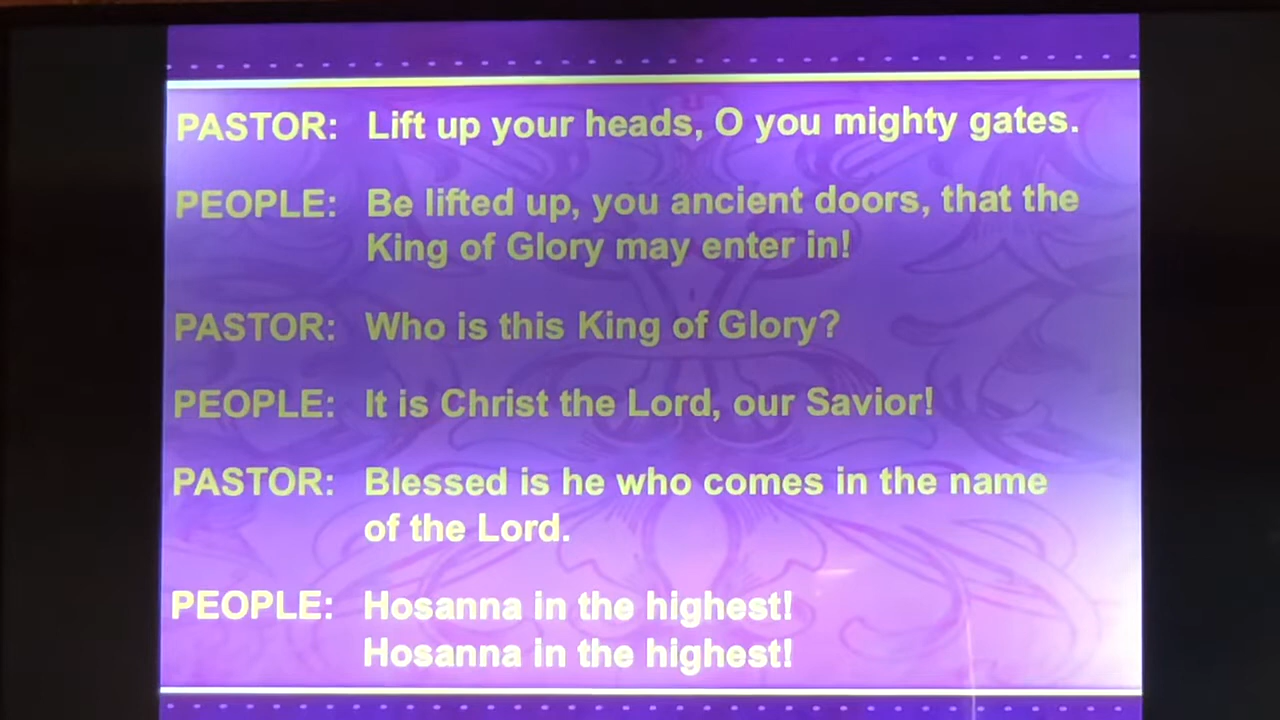 PASTOR: Lift up your heads, O you mighty gates.
PEOPLE: Be lifted up, you ancient doors, that the
King of Glory may enter in!
PASTOR: Who is this King of Glory?
PEOPLE: It is Christ the Lord, our Savior!
PASTOR: Blessed is he who comes in the name
of the Lord.
PEOPLE: Hosanna in the highest!
Hosanna in the highest!